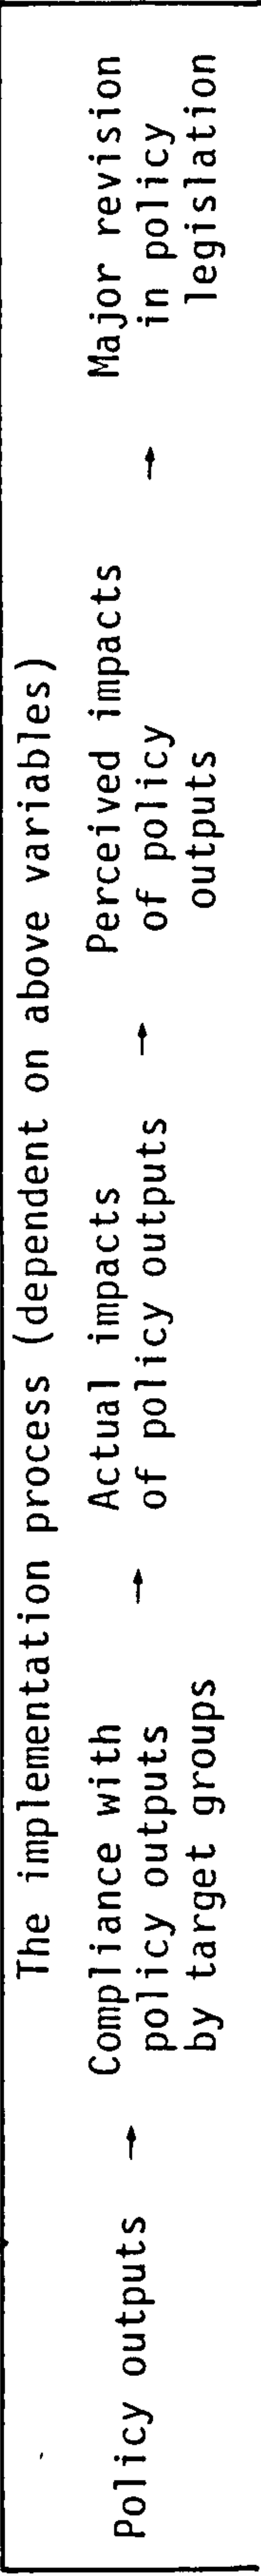 The implementation process (dependent on above variables)
Policy outputs → Compliance with
policy outputs
by target groups → Actual impacts
of policy outputs → Perceived impacts
of policy
outputs → Major revision
in policy
legislation